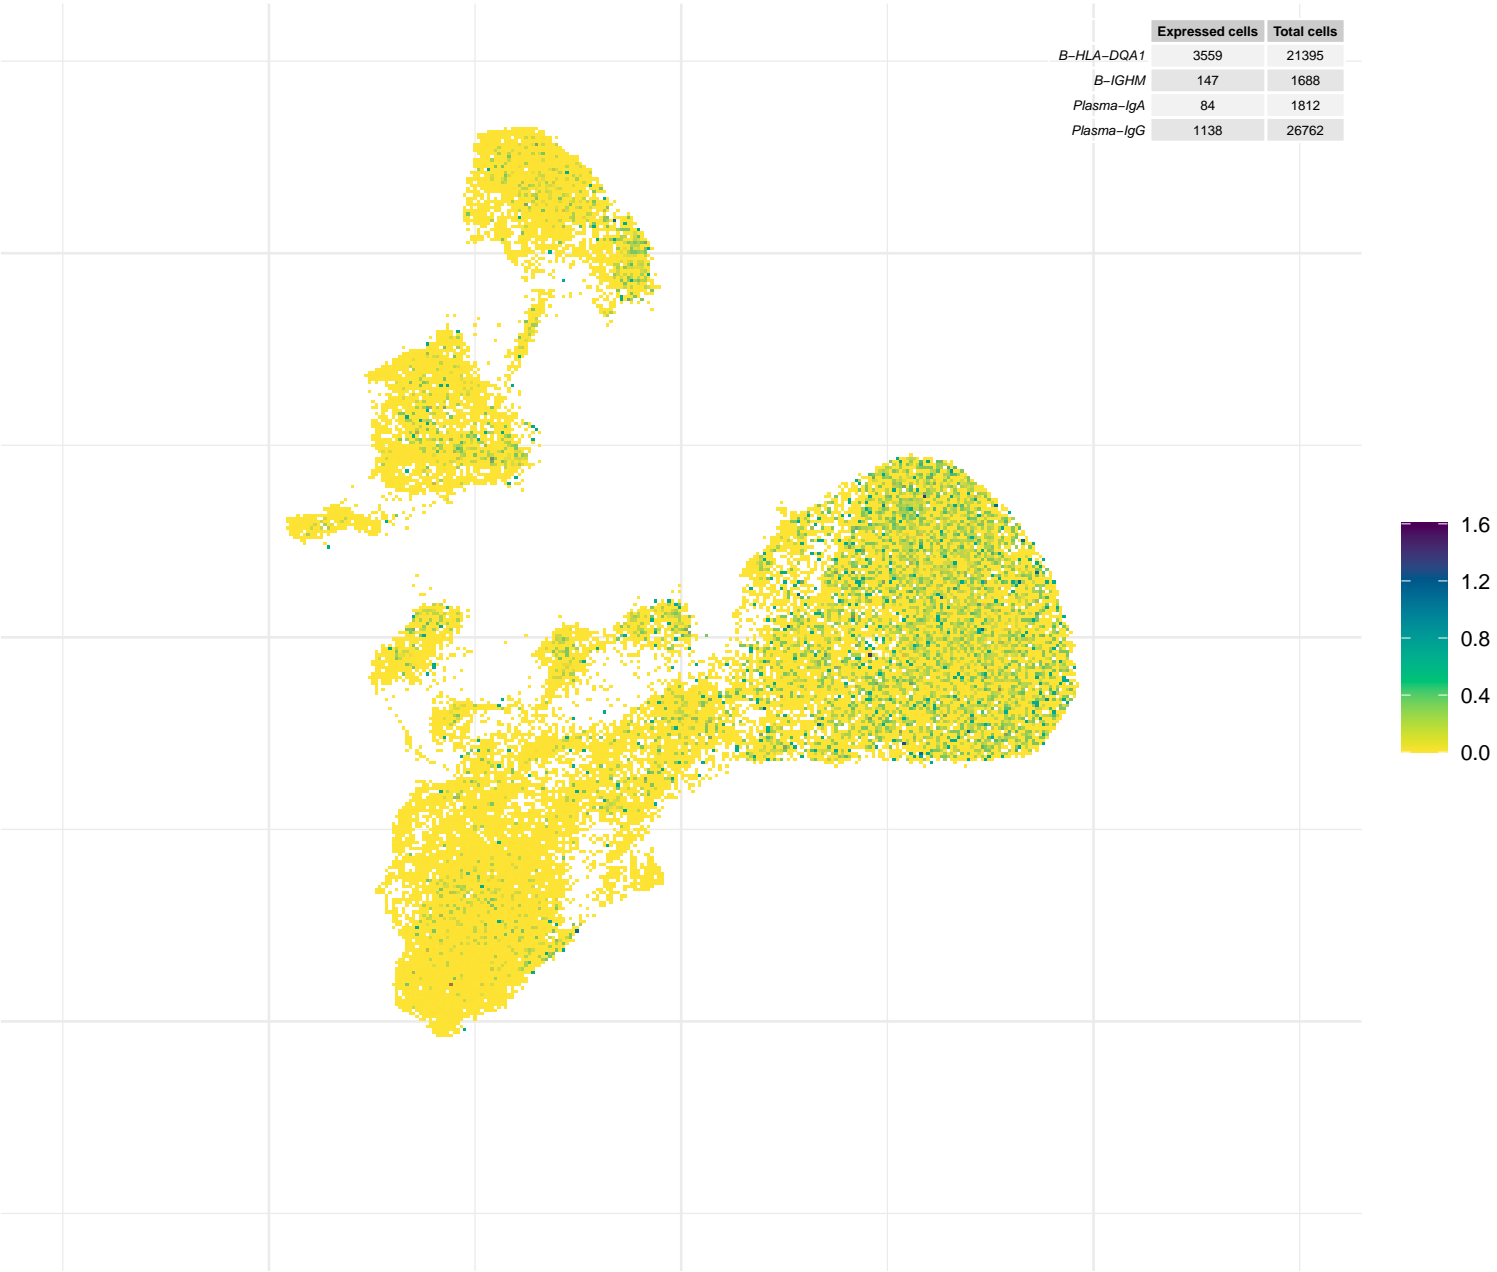 Expressed cells Total cells
B−HLA−DQA1 3559 21395
B−IGHM 147 1688
Plasma−IgA 84 1812
Plasma−IgG 1138 26762
1.6
1.2
0.8
0.4
0.0